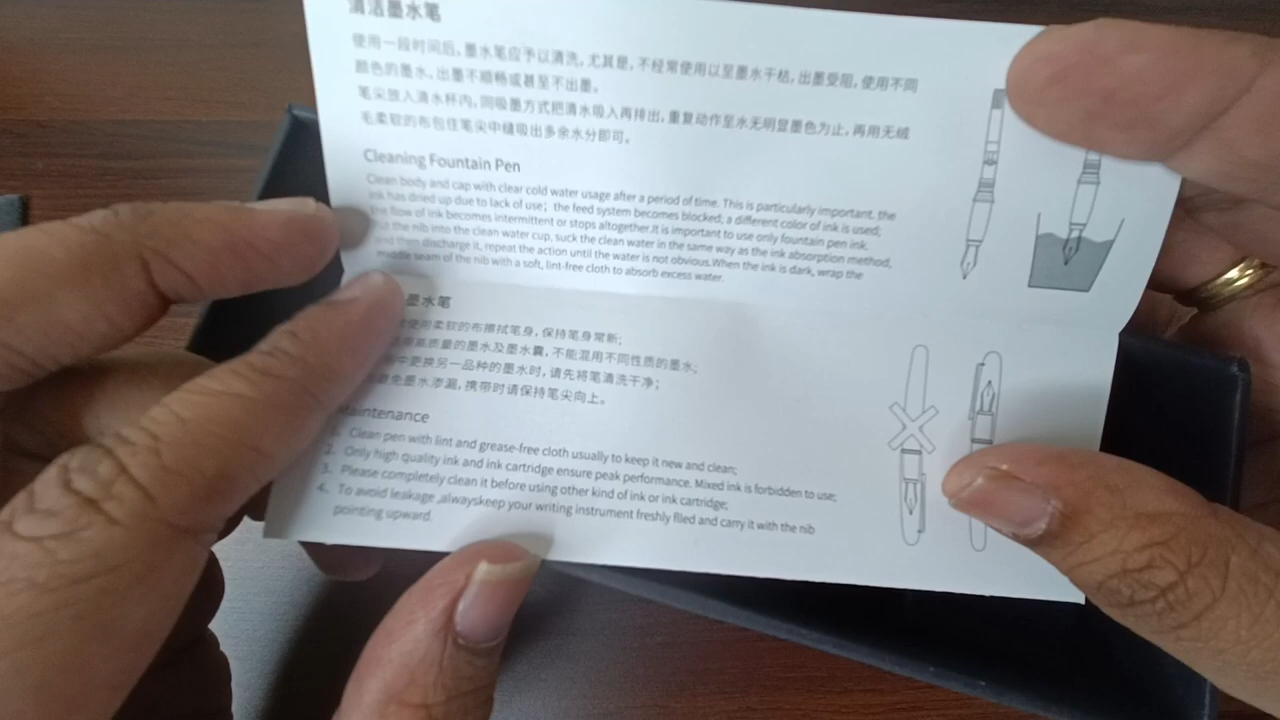 清洁墨水笔
使用一段时间后，墨水笔应予以清洗，尤其是，不经常使用以至墨水干枯，出墨受阻，使用不同
颜色的墨水，出墨不顺畅或甚至不出墨。
笔尖放入清水杯内，同吸墨方式把清水吸入再排出，重复动作至水无明显墨色为止，再用无绒
毛柔软的布包住笔尖中缝吸出多余水分即可。
Cleaning Fountain Pen
Clean body and cap with clear cold water usage after a period of time. This is particularly important, the
ink has dried up due to lack of use; the feed system becomes blocked; a different color of ink is used;
the flow of ink becomes intermittent or stops altogether.It is important to use only fountain pen ink.
the nib into the clean water cup, suck the clean water in the same way as the ink absorption method,
and then discharge it, repeat the action until the water is not obvious.When the ink is dark, wrap the
middle seam of the nib with a soft, lint-free cloth to absorb excess water.
墨水笔
使用柔软的布擦拭笔身，保持笔身常新；
高质量的墨水及墨水囊，不能混用不同性质的墨水；
中更换另一品种的墨水时，请先将笔清洗干净；
避免墨水渗漏，携带时请保持笔尖向上。
Maintenance
1. Clean pen with lint and grease-free cloth usually to keep it new and clean;
2. Only high quality ink and ink cartridge ensure peak performance. Mixed ink is forbidden to use;
3. Please completely clean it before using other kind of ink or ink cartridge;
4. To avoid leakage ,alwayskeep your writing instrument freshly flled and carry it with the nib
pointing upward.